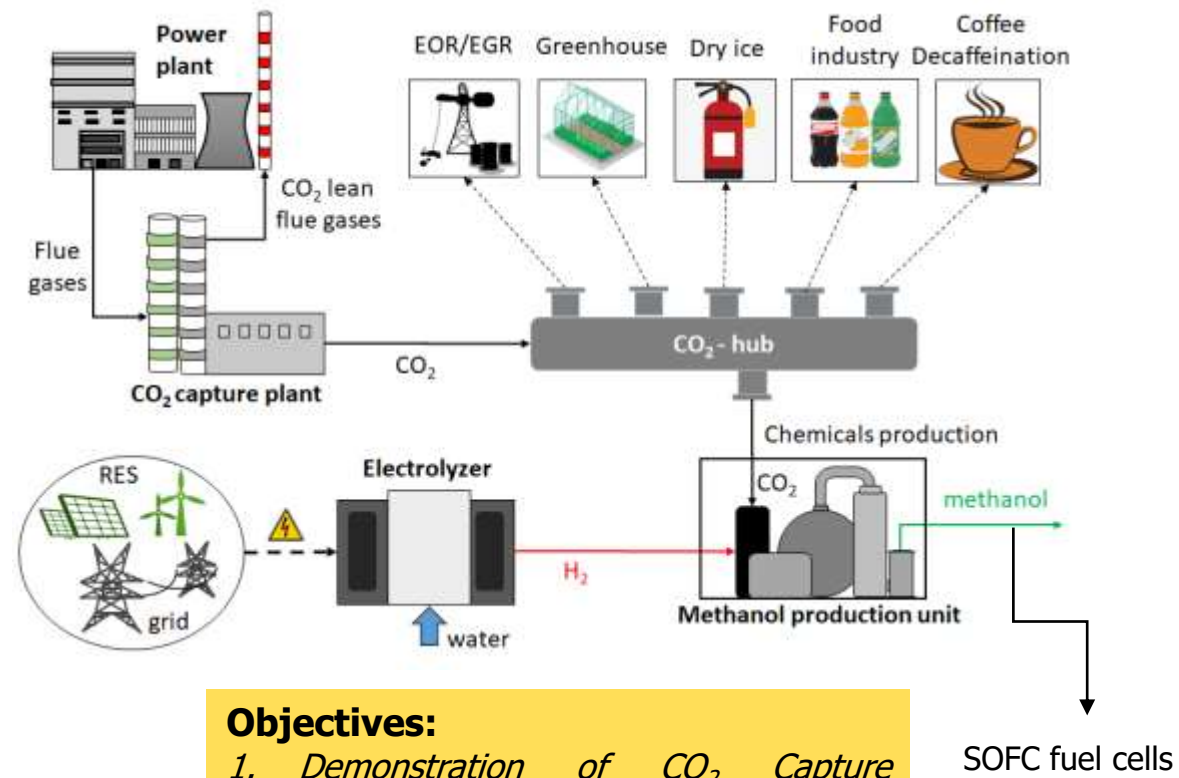 Power
plant
EOR/EGR
Greenhouse
Dry ice
Food
industry
Coffee
Decaffeination
CO₂ lean
flue gases
Flue
gases
CO₂ capture plant
CO₂
CO₂ - hub
Chemicals production
RES
grid
Electrolyzer
water
H₂
CO₂
methanol
Methanol production unit
SOFC fuel cells
Objectives:
1. Demonstration of CO₂ Capture